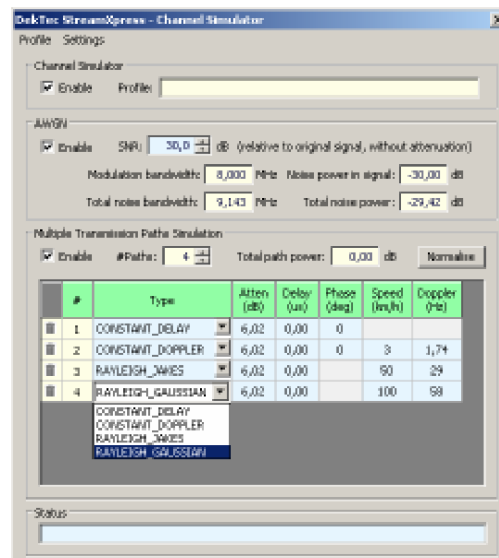 DekTec StreamXpress - Channel Simulator
Profile Settings
Channel Simulator
Enable Profile:
AWGN
Enable SNR: 30,0 dB (relative to original signal, without attenuation)
Modulation bandwidth: 8,000 MHz Noise power in signal: -30,00 dB
Total noise bandwidth: 9,143 MHz Total noise power: -29,42 dB
Multiple Transmission Paths Simulation
Enable #Paths: 4 Total path power: 0,00 dB Normalise
# Type Atten (dB) Delay (us) Phase (deg) Speed (km/h) Doppler (Hz)
1 CONSTANT_DELAY 6,02 0,00 0
2 CONSTANT_DOPPLER 6,02 0,00 0 3 1,74
3 RAYLEIGH_JAKES 6,02 0,00 50 29
4 RAYLEIGH_GAUSSIAN 6,02 0,00 100 58
CONSTANT_DELAY
CONSTANT_DOPPLER
RAYLEIGH_JAKES
RAYLEIGH_GAUSSIAN
Status